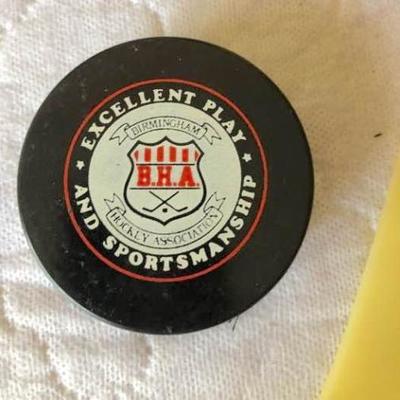 ★ EXCELLENT PLAY ★
AND SPORTSMANSHIP
BIRMINGHAM
B.H.A.
HOCKEY ASSOCIATION